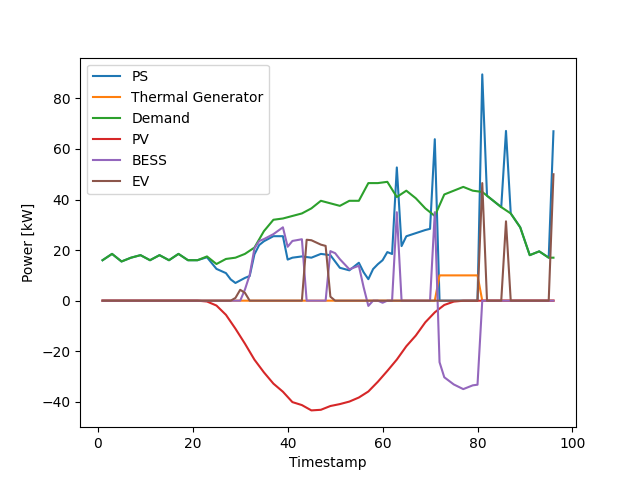 PS
Thermal Generator
Demand
PV
BESS
EV
Power [kW]
80
60
40
20
0
−20
−40
0 20 40 60 80 100
Timestamp